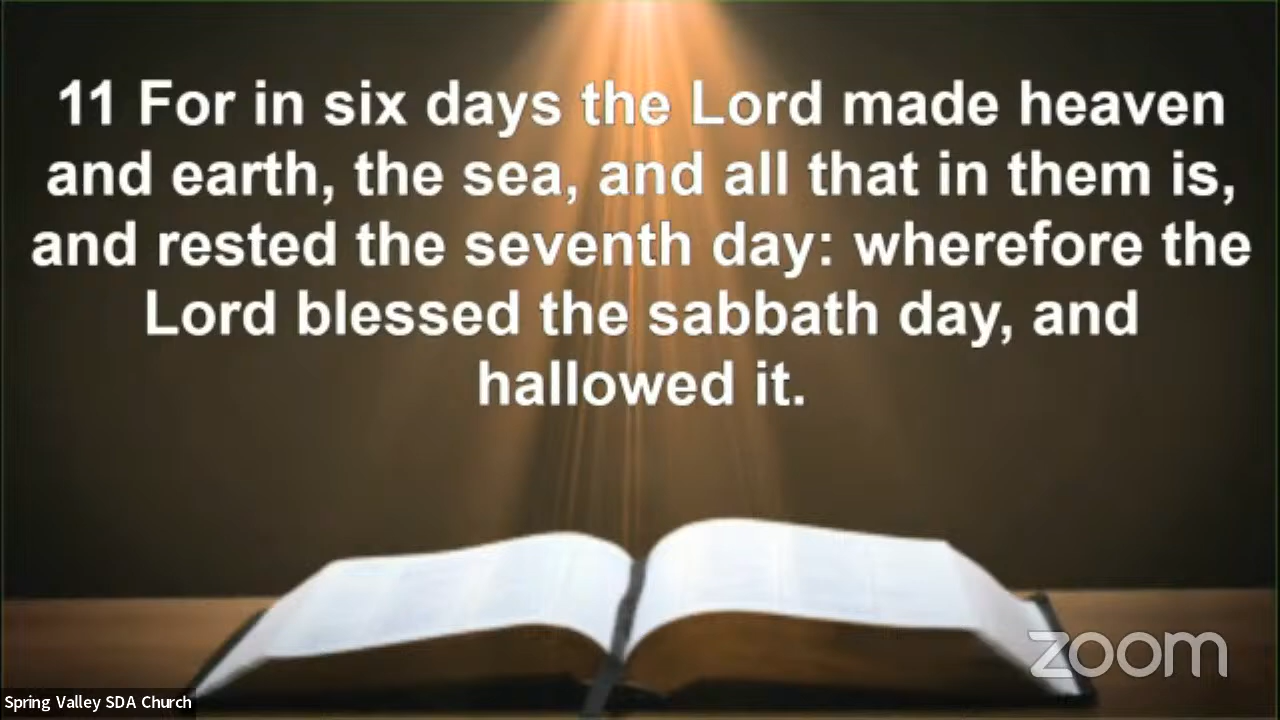 11 For in six days the Lord made heaven
and earth, the sea, and all that in them is,
and rested the seventh day: wherefore the
Lord blessed the sabbath day, and
hallowed it.
zoom
Spring Valley SDA Church